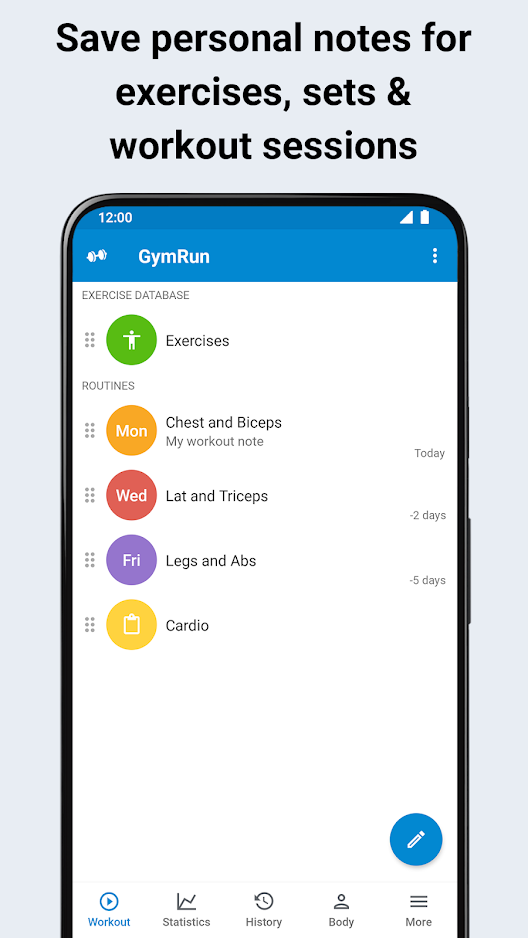 Save personal notes for
exercises, sets &
workout sessions
12:00
GymRun
EXERCISE DATABASE
Exercises
ROUTINES
Mon
Chest and Biceps
My workout note
Today
Wed
Lat and Triceps
-2 days
Fri
Legs and Abs
-5 days
Cardio
Workout
Statistics
History
Body
More